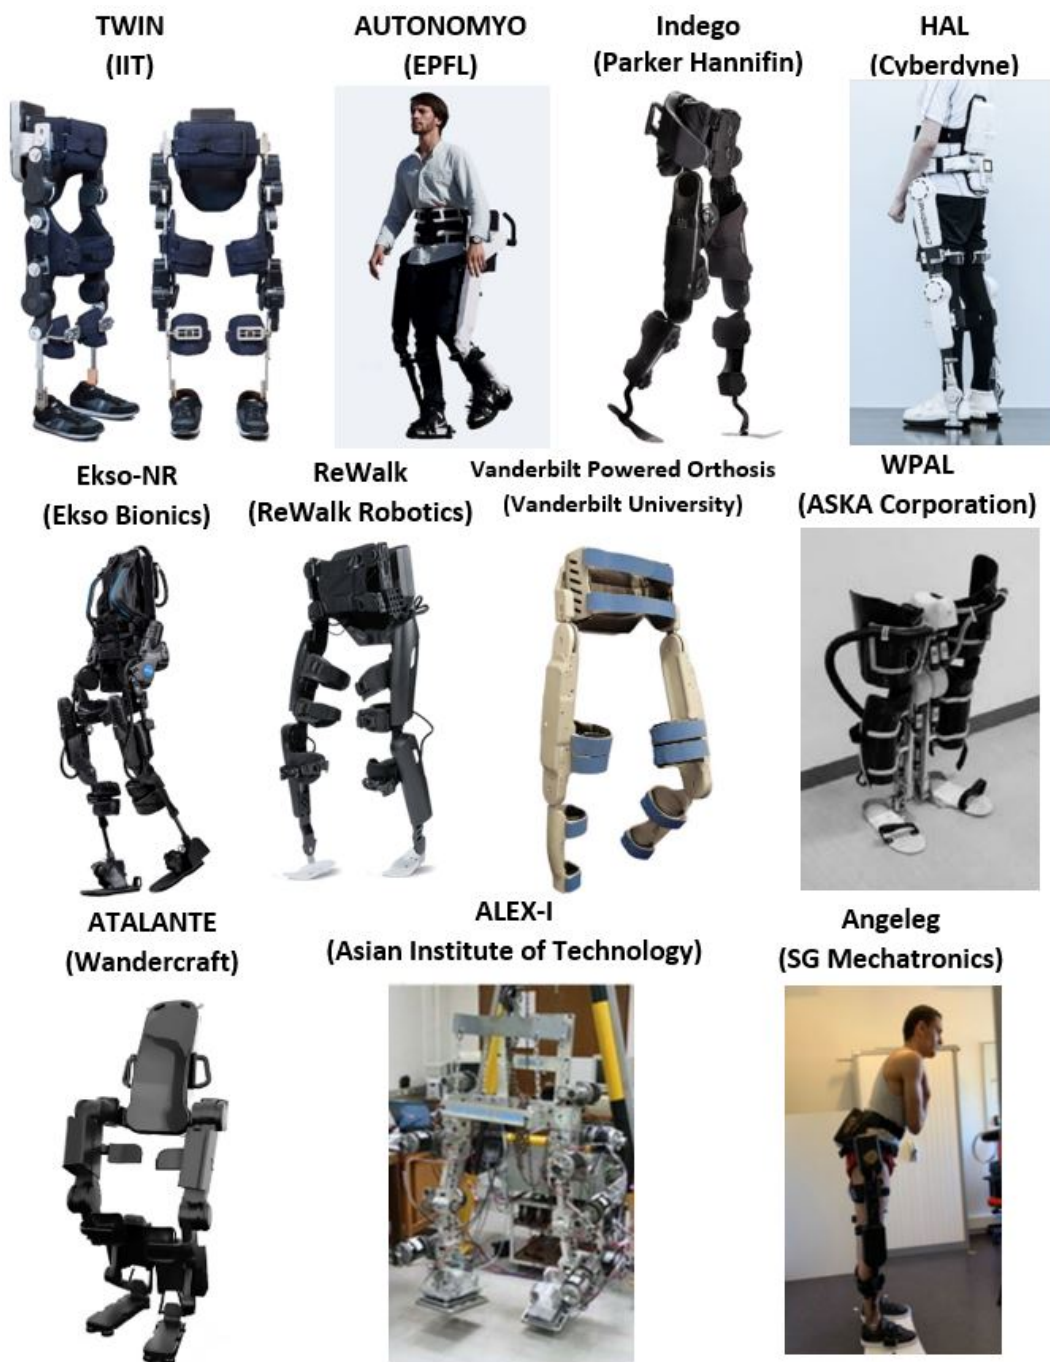 TWIN
(IIT)
AUTONOMYO
(EPFL)
Indego
(Parker Hannifin)
HAL
(Cyberdyne)
Ekso-NR
(Ekso Bionics)
ReWalk
(ReWalk Robotics)
Vanderbilt Powered Orthosis
(Vanderbilt University)
WPAL
(ASKA Corporation)
ATALANTE
(Wandercraft)
ALEX-I
(Asian Institute of Technology)
Angeleg
(SG Mechatronics)